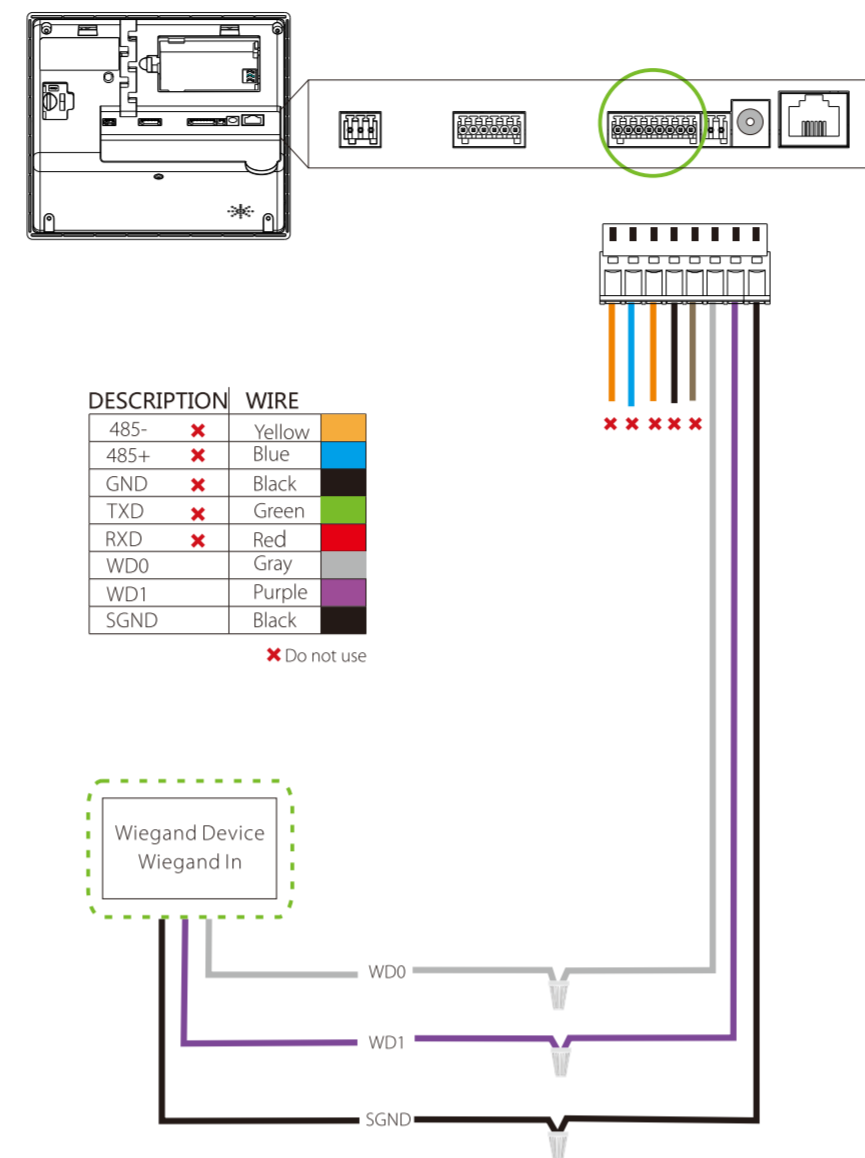 DESCRIPTION WIRE
485- Yellow
485+ Blue
GND Black
TXD Green
RXD Red
WD0 Gray
WD1 Purple
SGND Black
Do not use
Wiegand Device
Wiegand In
WD0
WD1
SGND